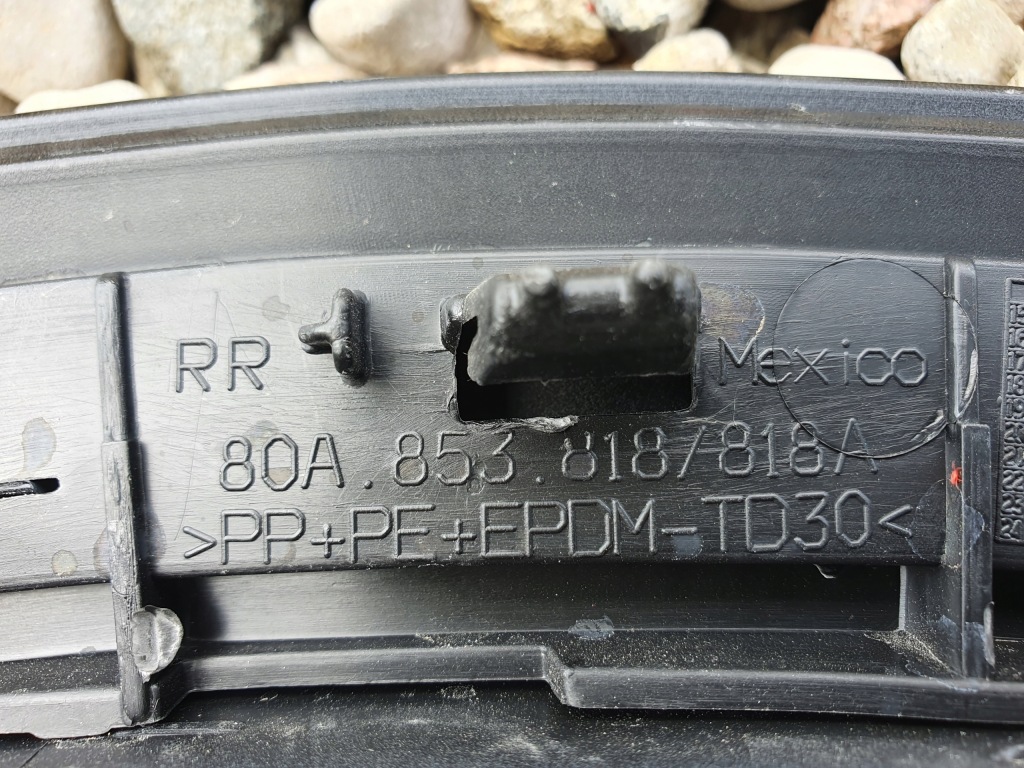 RR Mexico
80A.853.818/818A
>PP+PE+EPDM-TD30<